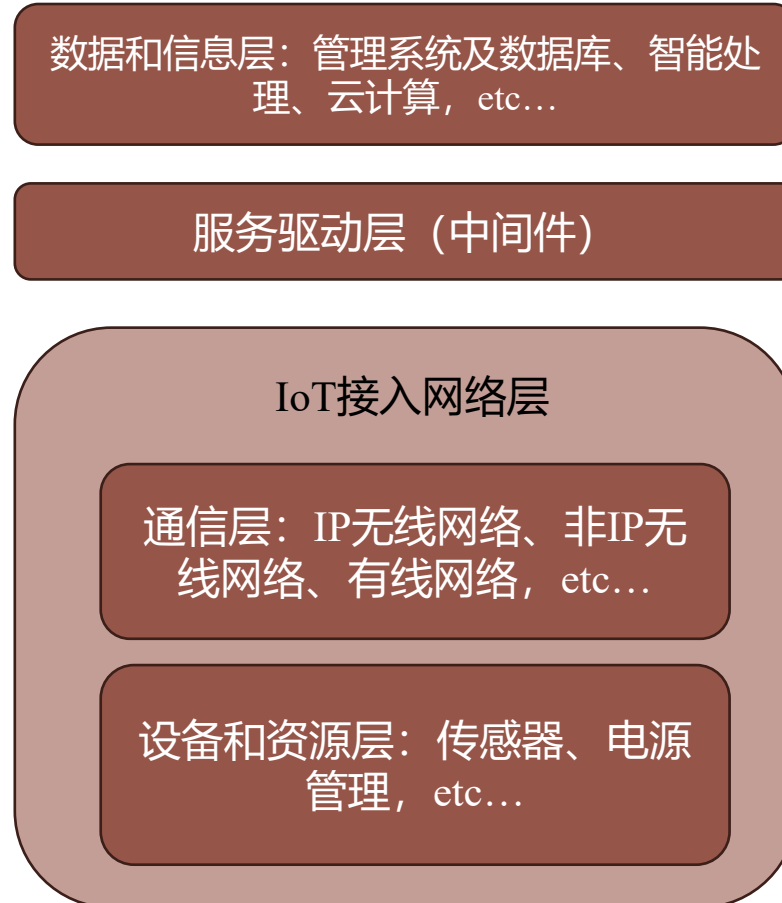 数据和信息层：管理系统及数据库、智能处
理、云计算，etc…
服务驱动层（中间件）
IoT接入网络层
通信层：IP无线网络、非IP无
线网络、有线网络，etc…
设备和资源层：传感器、电源
管理，etc…